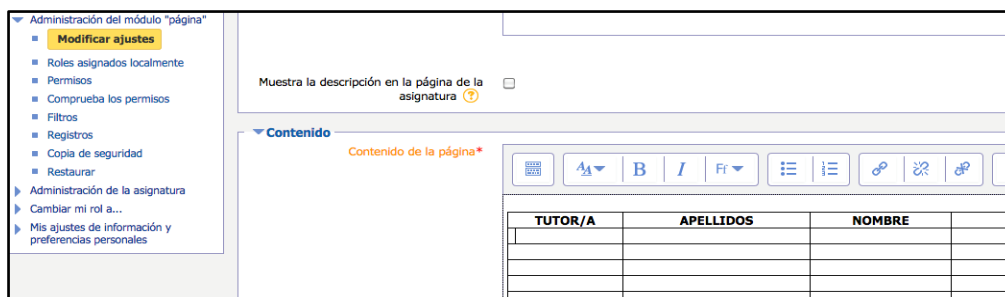 Administración del módulo "página"
Modificar ajustes
Roles asignados localmente
Permisos
Comprueba los permisos
Filtros
Registros
Copia de seguridad
Restaurar
Administración de la asignatura
Cambiar mi rol a...
Mis ajustes de información y
preferencias personales
Muestra la descripción en la página de la
asignatura ?
Contenido
Contenido de la página*
B I Ff
TUTOR/A APELLIDOS NOMBRE